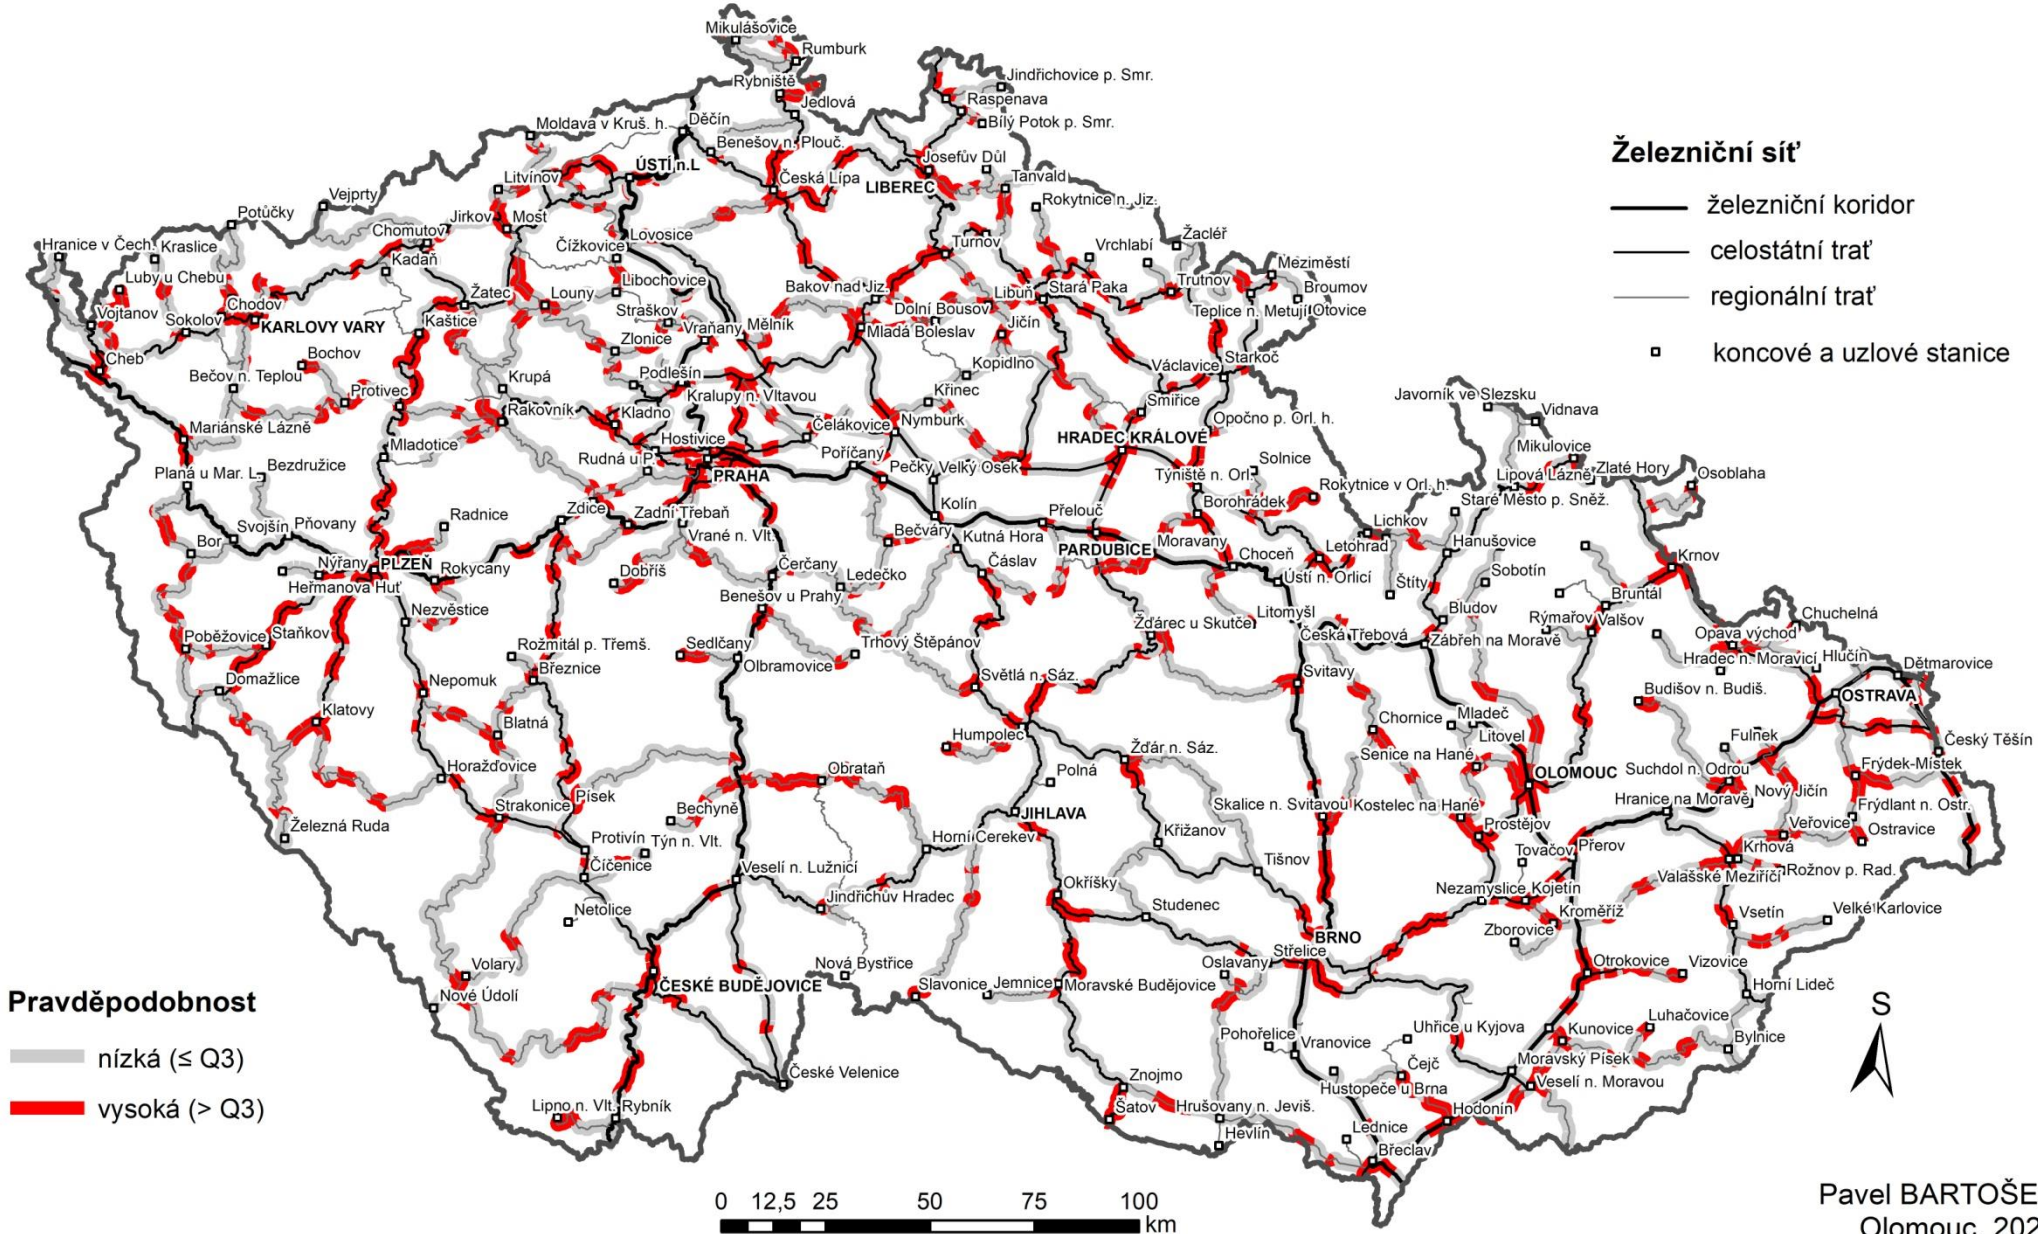 Mikulášovice
Rumburk
Rybniště
Jedlová
Jindřichovice p. Smr.
Raspenava
Bílý Potok p. Smr.
Moldava v Kruš. h.
Děčín
Benešov n. Plouč.
Josefův Důl
ÚSTÍ n.L
Česká Lípa
LIBEREC
Tanvald
Litvínov
Vejprty
Rokytnice n. Jiz.
Potůčky
Jirkov
Most
Chomutov
Čížkovice
Lovosice
Turnov
Vrchlabí
Žacléř
Hranice v Čech.
Kraslice
Kadaň
Luby u Chebu
Libochovice
Meziměstí
Chodov
Žatec
Louny
Bakov nad Jiz.
Libuň
Stará Paka
Trutnov
Broumov
Vojtanov
Sokolov
KARLOVY VARY
Kaštice
Straškov
Dolní Bousov
Teplice n. Metují
Otovice
Vraňany
Mělník
Mladá Boleslav
Jičín
Cheb
Bochov
Zlonice
Václavice
Starkoč
Bečov n. Teplou
Krupá
Podlešín
Kopidlno
Protivec
Kralupy n. Vltavou
Křinec
Smiřice
Rakovník
Kladno
Mariánské Lázně
Čelákovice
Nymburk
Opočno p. Orl. h.
Mladotice
Hostivice
HRADEC KRÁLOVÉ
Rudná u P.
Poříčany
Pečky
Velký Osek
Solnice
Planá u Mar. L.
Bezdružice
PRAHA
Týniště n. Orl.
Rokytnice v Orl. h.
Javorník ve Slezsku
Vidnava
Mikulovice
Lipová Lázně
Zlaté Hory
Osoblaha
Staré Město p. Sněž.
Borohrádek
Svojšín
Pňovany
Radnice
Zdice
Zadní Třebaň
Kolín
Přelouč
Lichkov
Bor
Vrané n. Vlt.
Bečváry
Kutná Hora
Moravany
Letohrad
Hanušovice
Nýřany
PLZEŇ
Rokycany
PARDUBICE
Choceň
Krnov
Heřmanova Huť
Dobříš
Čerčany
Ledečko
Čáslav
Ústí n. Orlicí
Štíty
Sobotín
Nezvěstice
Benešov u Prahy
Litomyšl
Bludov
Rýmařov
Bruntál
Valšov
Chuchelná
Poběžovice
Staňkov
Rožmitál p. Třemš.
Sedlčany
Trhový Štěpánov
Žďárec u Skutče
Česká Třebová
Zábřeh na Moravě
Opava východ
Olbramovice
Březnice
Hradec n. Moravicí
Hlučín
Dětmarovice
Domažlice
Nepomuk
Světlá n. Sáz.
Svitavy
Budišov n. Budiš.
OSTRAVA
Klatovy
Blatná
Chornice
Mladeč
Humpolec
Litovel
Fulnek
Žďár n. Sáz.
Senice na Hané
Český Těšín
Horažďovice
Obrataň
Polná
OLOMOUC
Suchdol n. Odrou
Frýdek-Místek
Strakonice
Písek
Bechyně
JIHLAVA
Skalice n. Svitavou
Kostelec na Hané
Hranice na Moravě
Nový Jičín
Frýdlant n. Ostr.
Železná Ruda
Protivín
Týn n. Vlt.
Horní Cerekev
Křižanov
Prostějov
Veřovice
Ostravice
Číčenice
Tišnov
Tovačov
Přerov
Krhová
Veselí n. Lužnicí
Okříšky
Valašské Meziříčí
Rožnov p. Rad.
Jindřichův Hradec
Nezamyslice
Kojetín
Netolice
Studenec
Kroměříž
Vsetín
Velké Karlovice
BRNO
Zborovice
Střelice
Volary
Nová Bystřice
Oslavany
Otrokovice
Vizovice
ČESKÉ BUDĚJOVICE
Slavonice
Jemnice
Moravské Budějovice
Nové Údolí
Horní Lideč
Luhačovice
Pohořelice
Vranovice
Uhřice u Kyjova
Kunovice
Bylnice
Čejč
Moravský Písek
České Velenice
Znojmo
Hustopeče u Brna
Veselí n. Moravou
Lipno n. Vlt.
Rybník
Šatov
Hrušovany n. Jeviš.
Hodonín
Hevlín
Lednice
Břeclav
Železniční síť
železniční koridor
celostátní trať
regionální trať
koncové a uzlové stanice
Pravděpodobnost
nízká (≤ Q3)
vysoká (> Q3)
S
0 12,5 25 50 75 100
km
Pavel BARTOŠE
Olomouc, 202